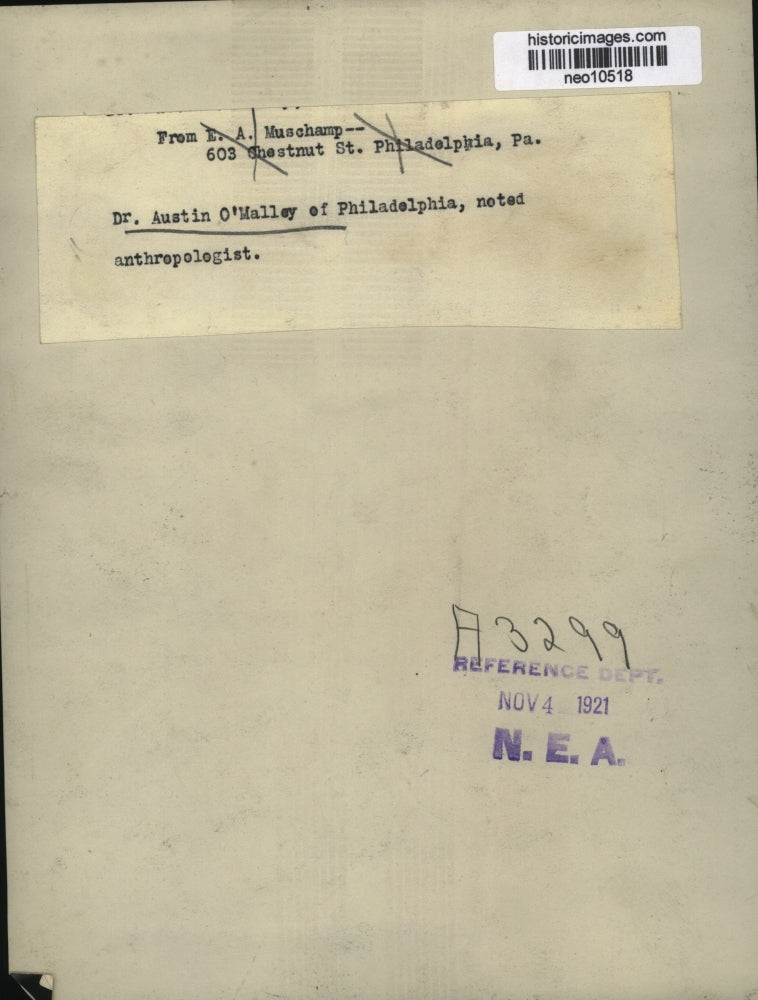 historicimages.com
neo10518
From E. A. Muschamp--
603 Chestnut St. Philadelphia, Pa.
Dr. Austin O'Malley of Philadelphia, noted
anthropologist.
A3299
REFERENCE DEPT.
NOV 4 1921
N. E. A.